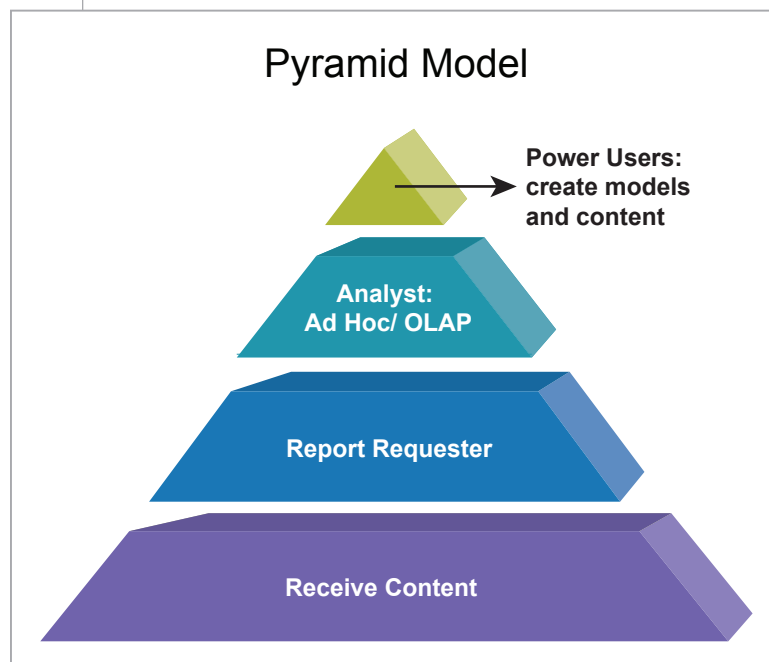 Pyramid Model
Power Users:
create models
and content
Analyst:
Ad Hoc/ OLAP
Report Requester
Receive Content